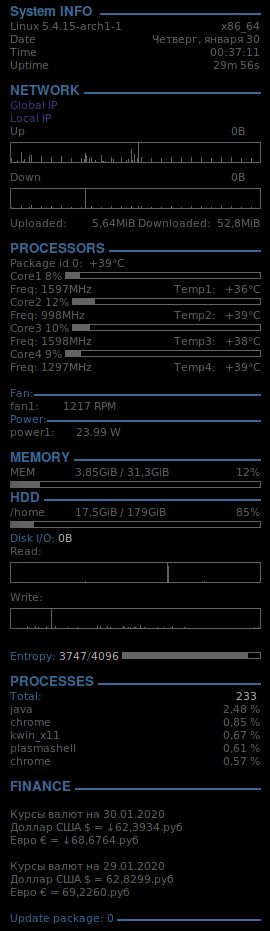 System INFO
Linux 5.4.15-arch1-1 x86_64
Date Четверг, января 30
Time 00:37:11
Uptime 29m 56s
NETWORK
Global IP
Local IP
Up 0B
Down 0B
Uploaded: 5,64MiB Downloaded: 52,8MiB
PROCESSORS
Package id 0: +39°C
Core1 8%
Freq: 1597MHz Temp1: +36°C
Core2 12%
Freq: 998MHz Temp2: +39°C
Core3 10%
Freq: 1598MHz Temp3: +38°C
Core4 9%
Freq: 1297MHz Temp4: +39°C
Fan:
fan1: 1217 RPM
Power:
power1: 23.99 W
MEMORY
MEM 3,85GiB / 31,3GiB 12%
HDD
/home 17,5GiB / 179GiB 85%
Disk I/O: 0B
Read:
Write:
Entropy: 3747/4096
PROCESSES
Total: 233
java 2,48 %
chrome 0,85 %
kwin_x11 0,67 %
plasmashell 0,61 %
chrome 0,57 %
FINANCE
Курсы валют на 30.01.2020
Доллар США $ = ↓62,3934.руб
Евро € = ↓68,6764.руб
Курсы валют на 29.01.2020
Доллар США $ = 62,8299.руб
Евро € = 69,2260.руб
Update package: 0